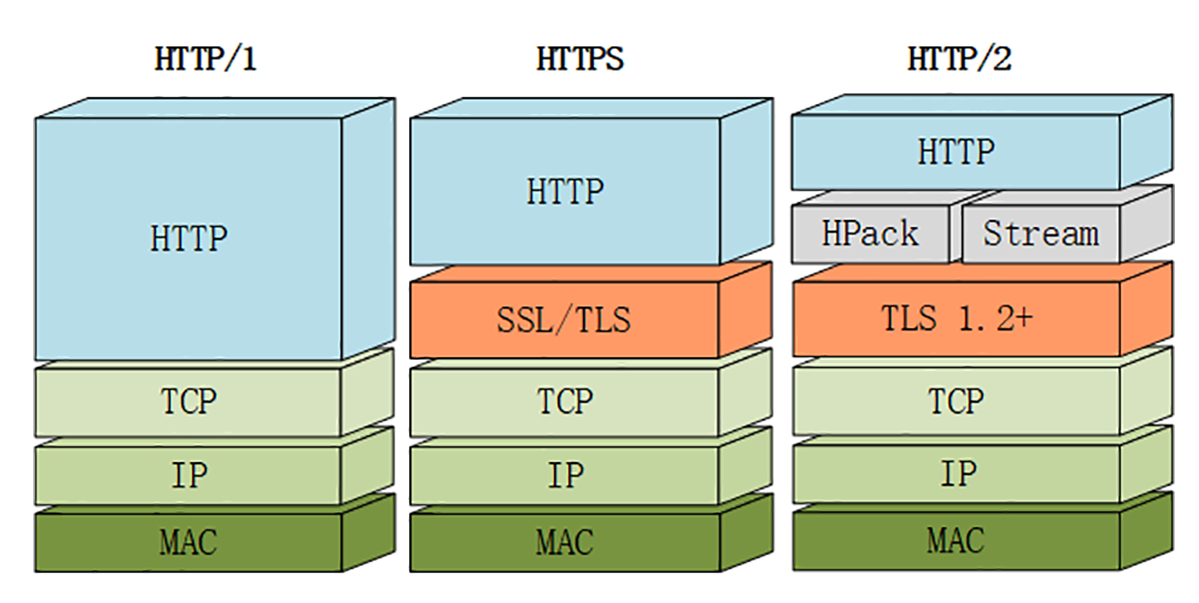 HTTP/1
HTTPS
HTTP/2
HTTP
TCP
IP
MAC
HTTP
SSL/TLS
TCP
IP
MAC
HTTP
HPack
Stream
TLS 1.2+
TCP
IP
MAC